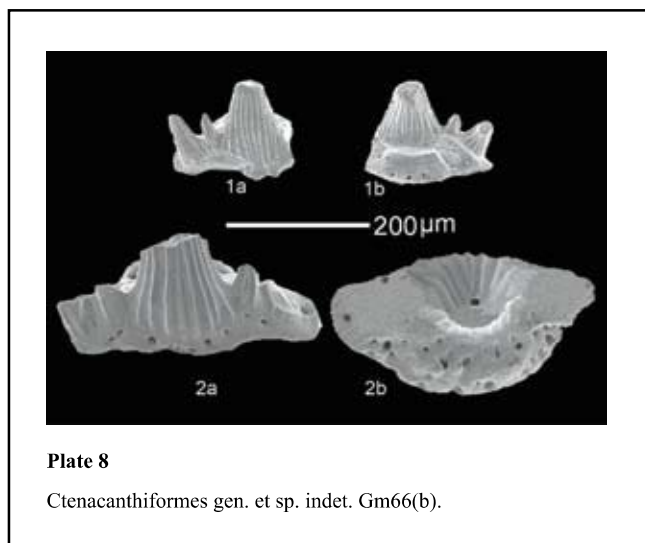 1a
1b
200µm
2a
2b
Plate 8
Ctenacanthiformes gen. et sp. indet. Gm66(b).